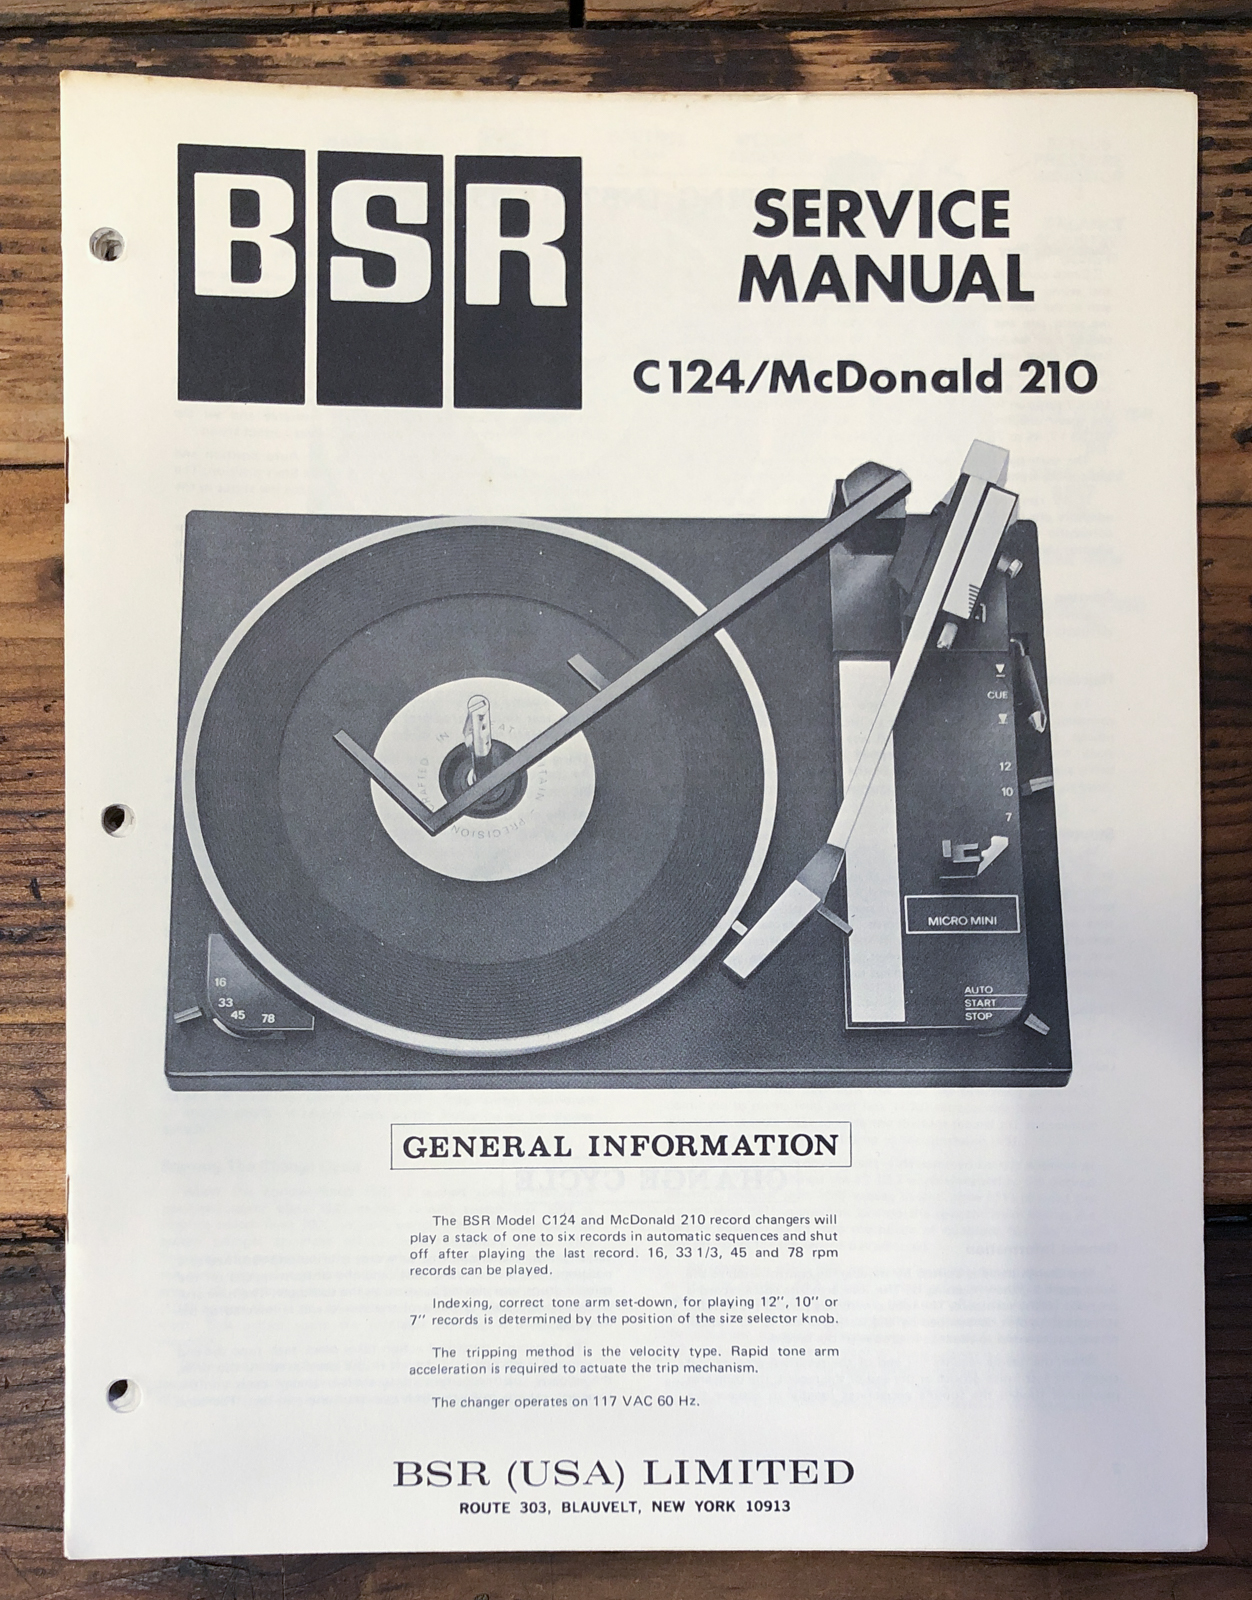 BSR
SERVICE
MANUAL
C124/McDonald 210
CUE
12
10
7
MICRO MINI
AUTO
START
STOP
16
33
45
78
PRECISION
GENERAL INFORMATION
The BSR Model C124 and McDonald 210 record changers will
play a stack of one to six records in automatic sequences and shut
off after playing the last record. 16, 33 1/3, 45 and 78 rpm
records can be played.
Indexing, correct tone arm set-down, for playing 12", 10" or
7" records is determined by the position of the size selector knob.
The tripping method is the velocity type. Rapid tone arm
acceleration is required to actuate the trip mechanism.
The changer operates on 117 VAC 60 Hz.
BSR (USA) LIMITED
ROUTE 303, BLAUVELT, NEW YORK 10913